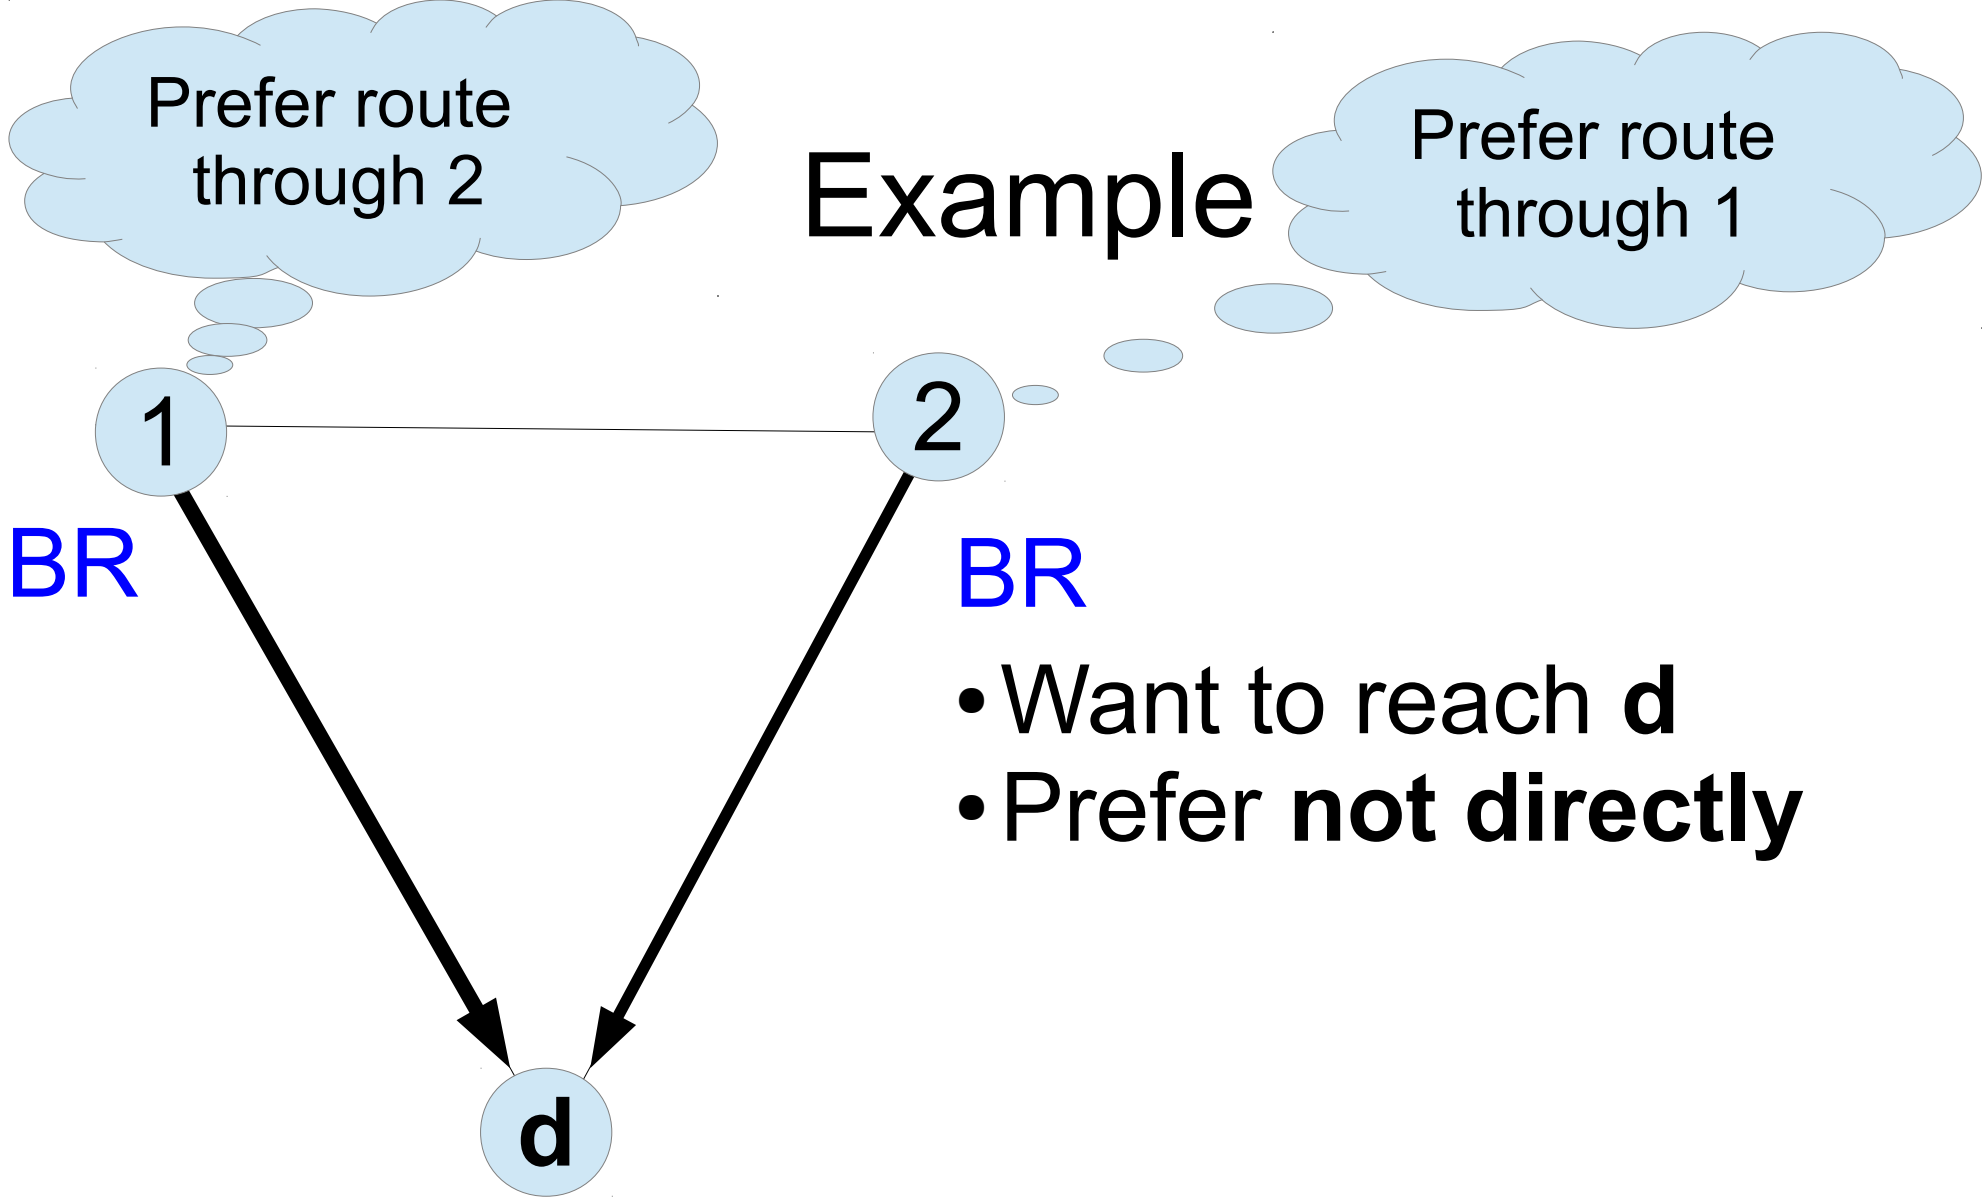 Prefer route
through 2
Example
Prefer route
through 1
1
2
BR
BR
•Want to reach d
•Prefer not directly
d